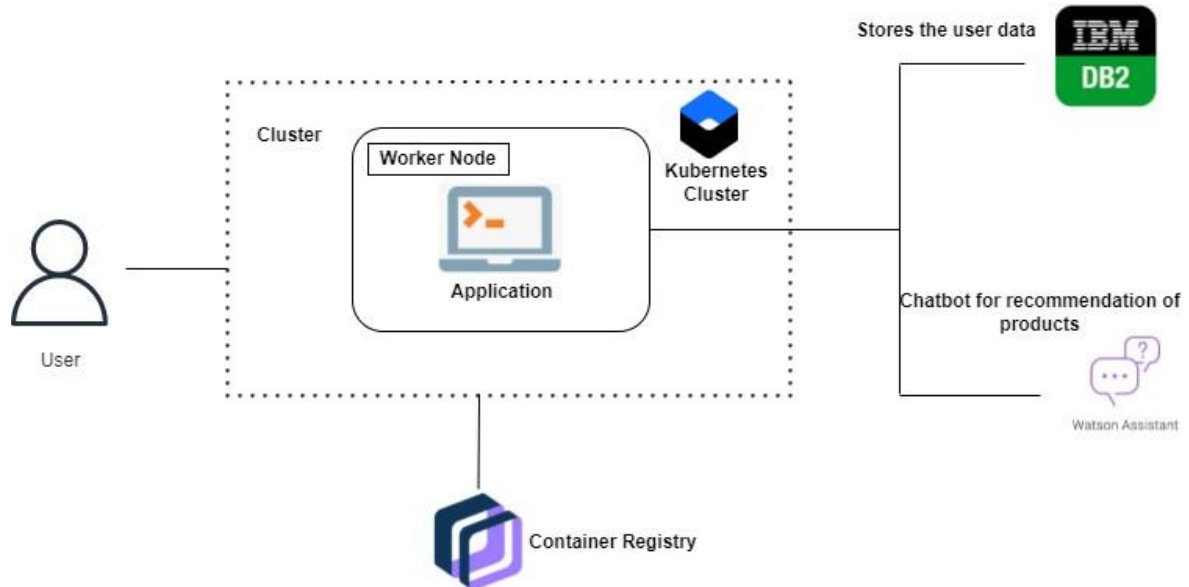 Stores the user data
IBM
DB2
Cluster
Worker Node
Kubernetes
Cluster
Application
User
Chatbot for recommendation of
products
?
Watson Assistant
Container Registry